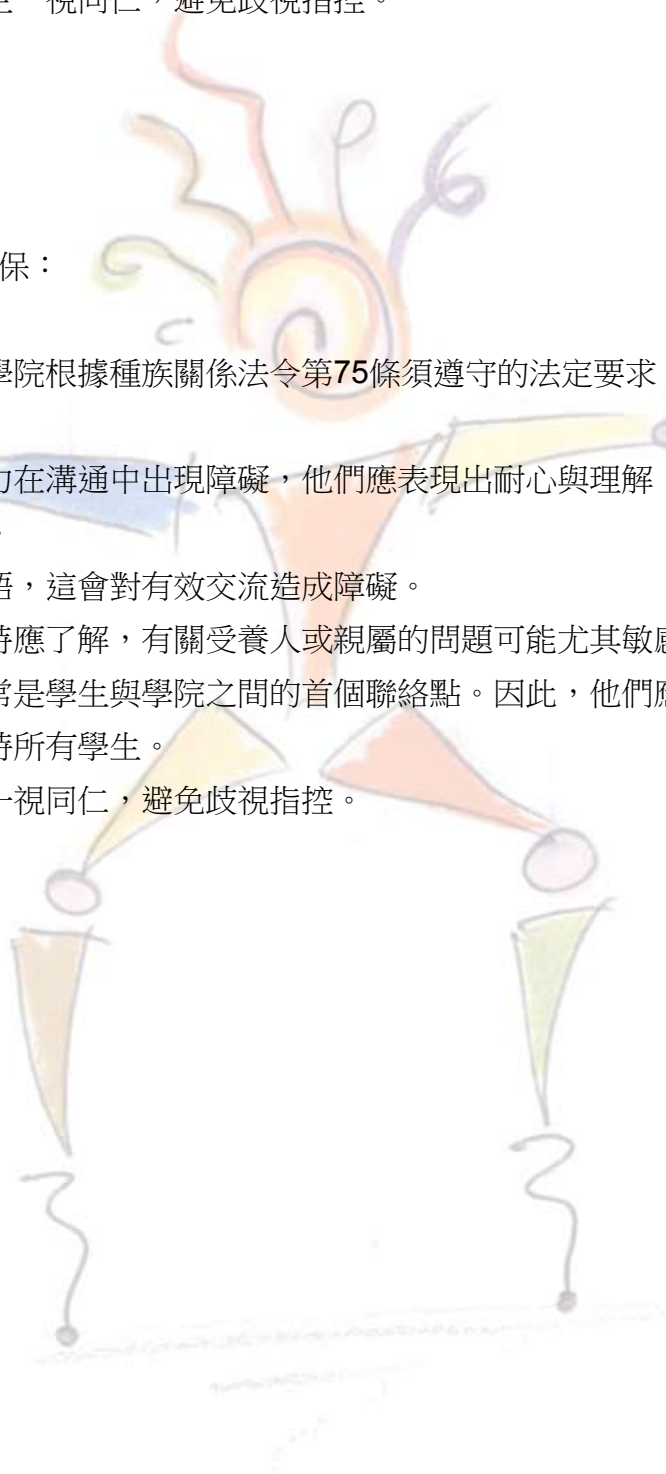 視同仁，避免歧視指控。
保：
學院根據種族關係法令第75條須遵守的法定要求
力在溝通中出現障礙，他們應表現出耐心與理解
。
語，這會對有效交流造成障礙。
時應了解，有關受養人或親屬的問題可能尤其敏感
常是學生與學院之間的首個聯絡點。因此，他們應
待所有學生。
一視同仁，避免歧視指控。